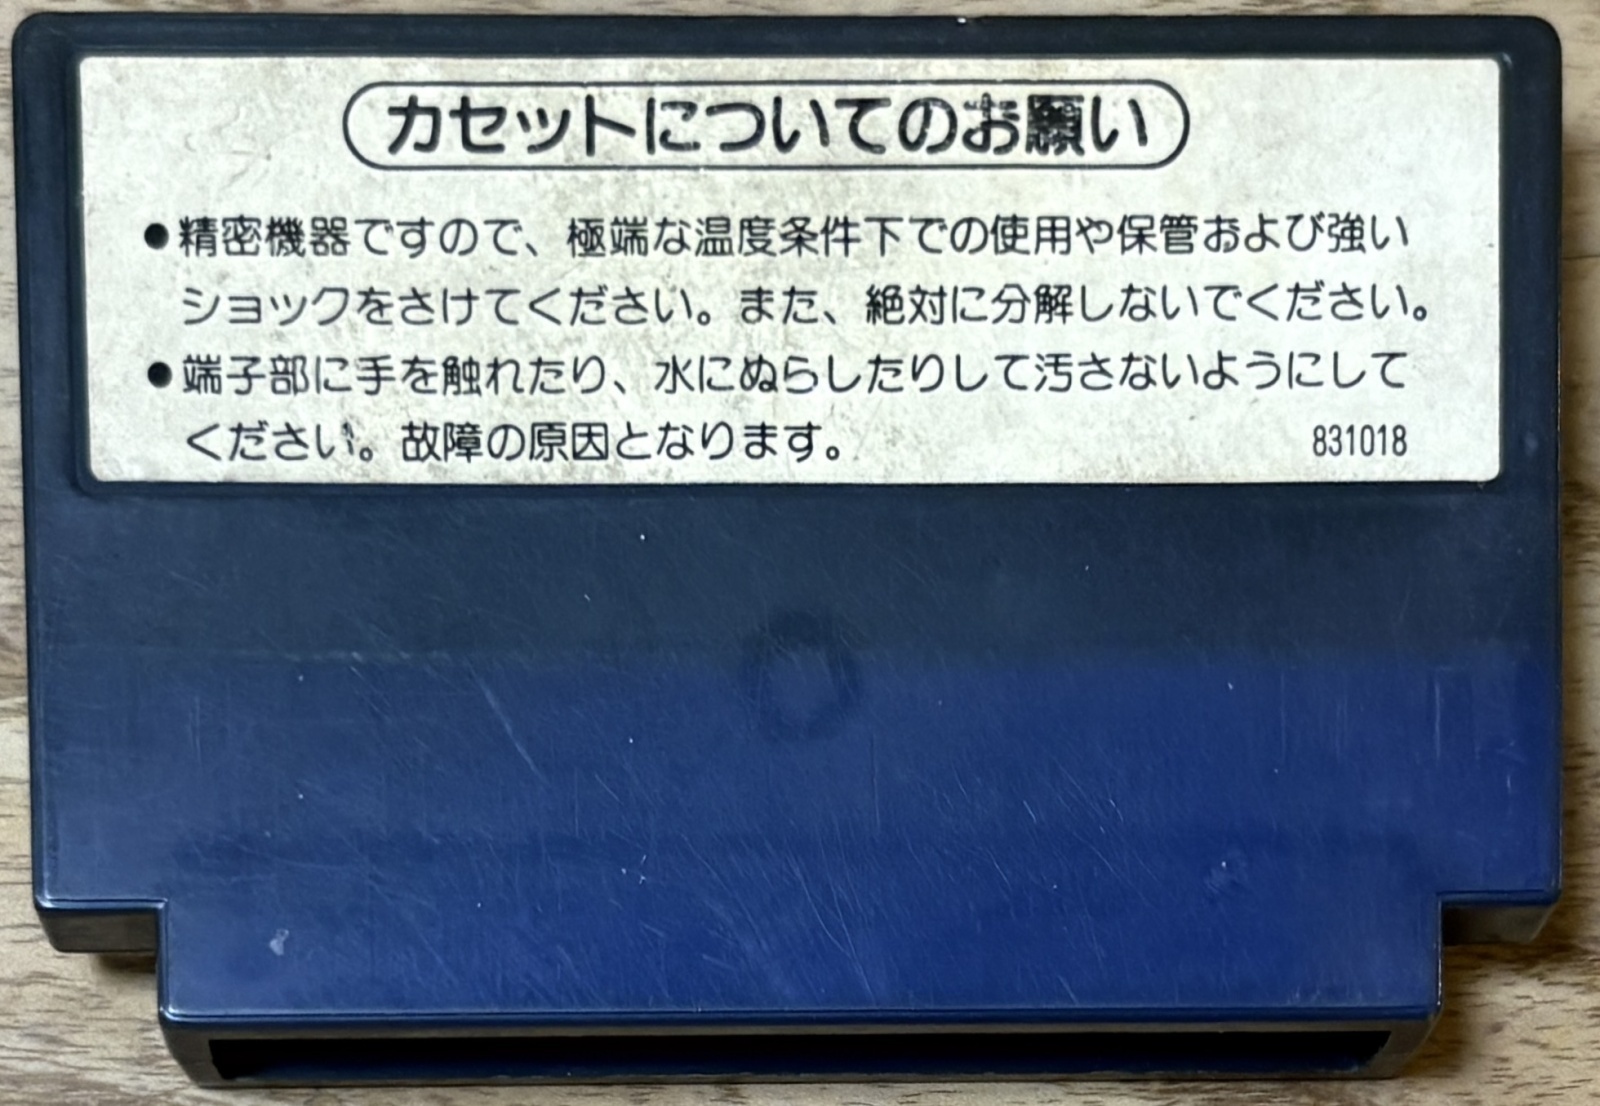 カセットについてのお願い
●精密機器ですので、極端な温度条件下での使用や保管および強い
ショックをさけてください。また、絶対に分解しないでください。
●端子部に手を触れたり、水にぬらしたりして汚さないようにして
ください。故障の原因となります。 831018